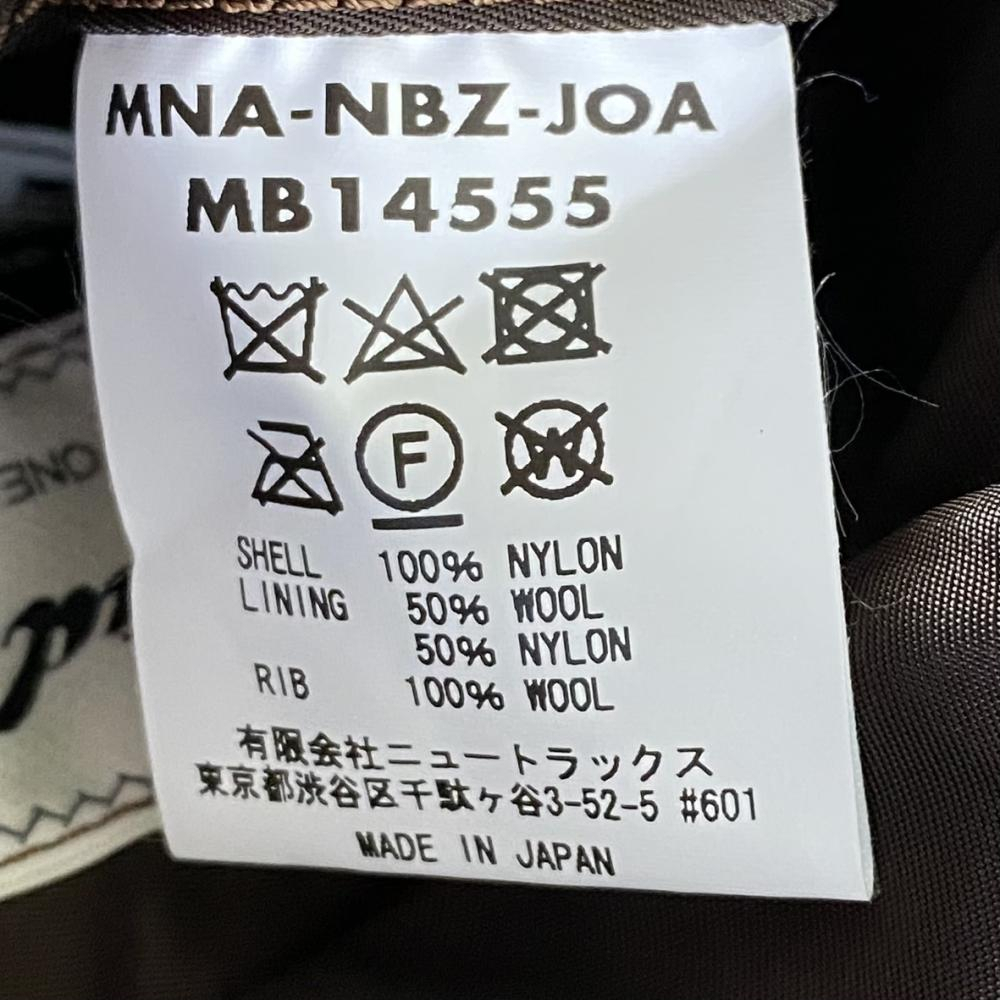 MNA-NBZ-JOA
MB14555
F
W
SHELL 100% NYLON
LINING 50% WOOL
50% NYLON
RIB 100% WOOL
有限会社ニュートラックス
東京都渋谷区千駄ヶ谷3-52-5 #601
MADE IN JAPAN
ONE